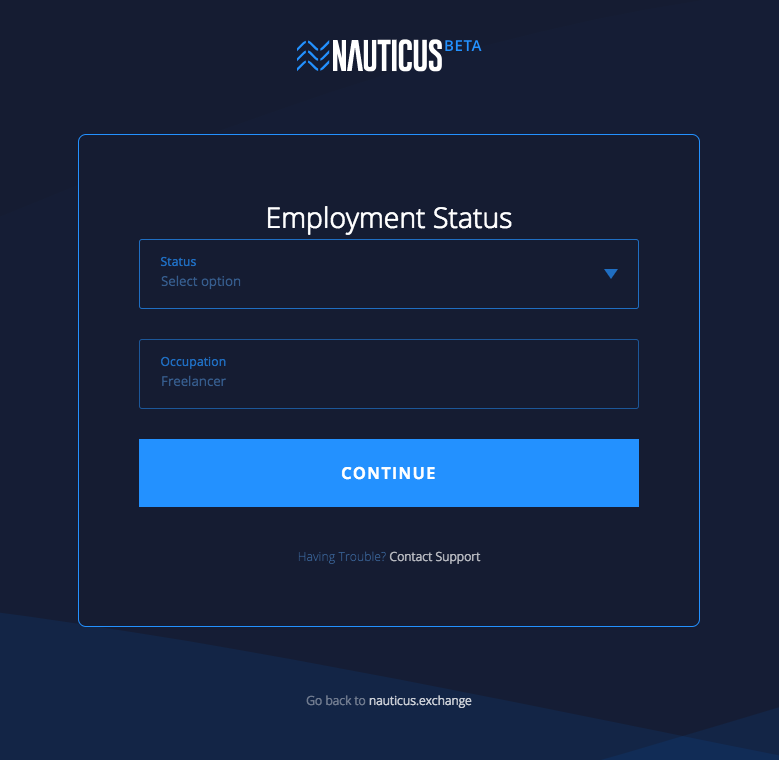 NAUTICUS BETA
Employment Status
Status
Select option
Occupation
Freelancer
CONTINUE
Having Trouble? Contact Support
Go back to nauticus.exchange